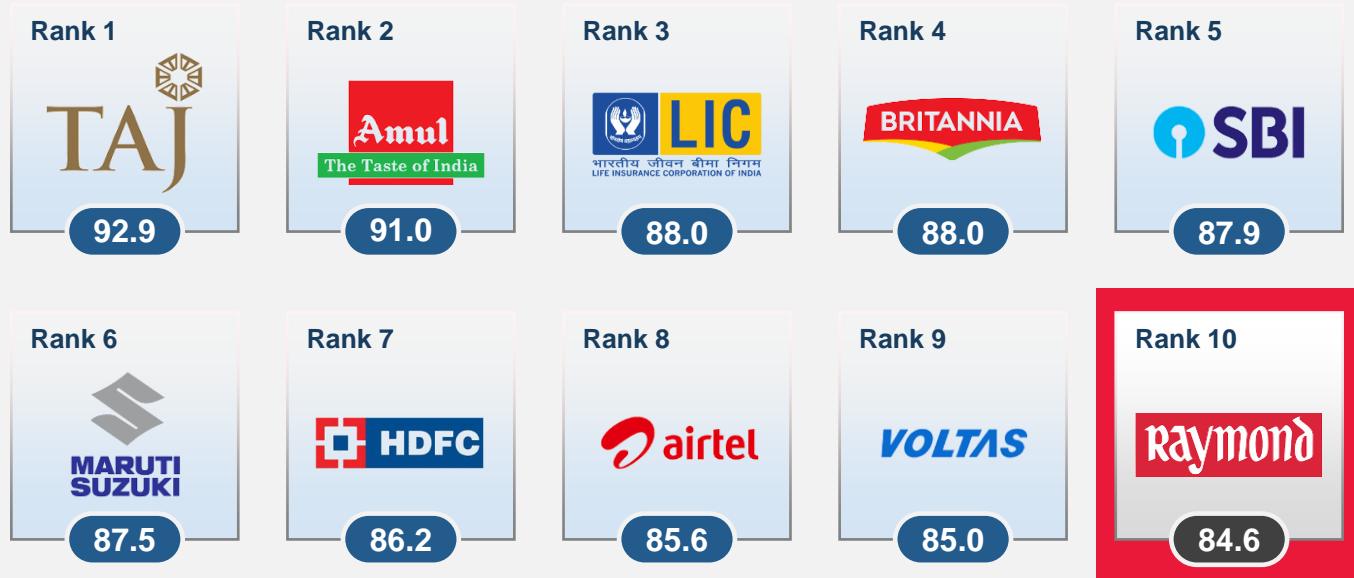 Rank 1
TAJ
92.9
Rank 2
Amul
The Taste of India
91.0
Rank 3
LIC
भारतीय जीवन बीमा निगम
LIFE INSURANCE CORPORATION OF INDIA
88.0
Rank 4
BRITANNIA
88.0
Rank 5
SBI
87.9
Rank 6
MARUTI
SUZUKI
87.5
Rank 7
HDFC
86.2
Rank 8
airtel
85.6
Rank 9
VOLTAS
85.0
Rank 10
Raymond
84.6